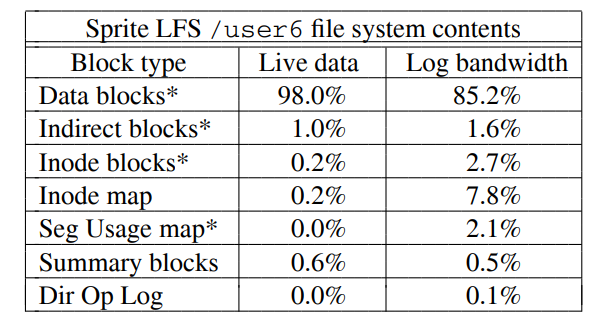 Sprite LFS /user6 file system contents
Block type Live data Log bandwidth
Data blocks* 98.0% 85.2%
Indirect blocks* 1.0% 1.6%
Inode blocks* 0.2% 2.7%
Inode map 0.2% 7.8%
Seg Usage map* 0.0% 2.1%
Summary blocks 0.6% 0.5%
Dir Op Log 0.0% 0.1%